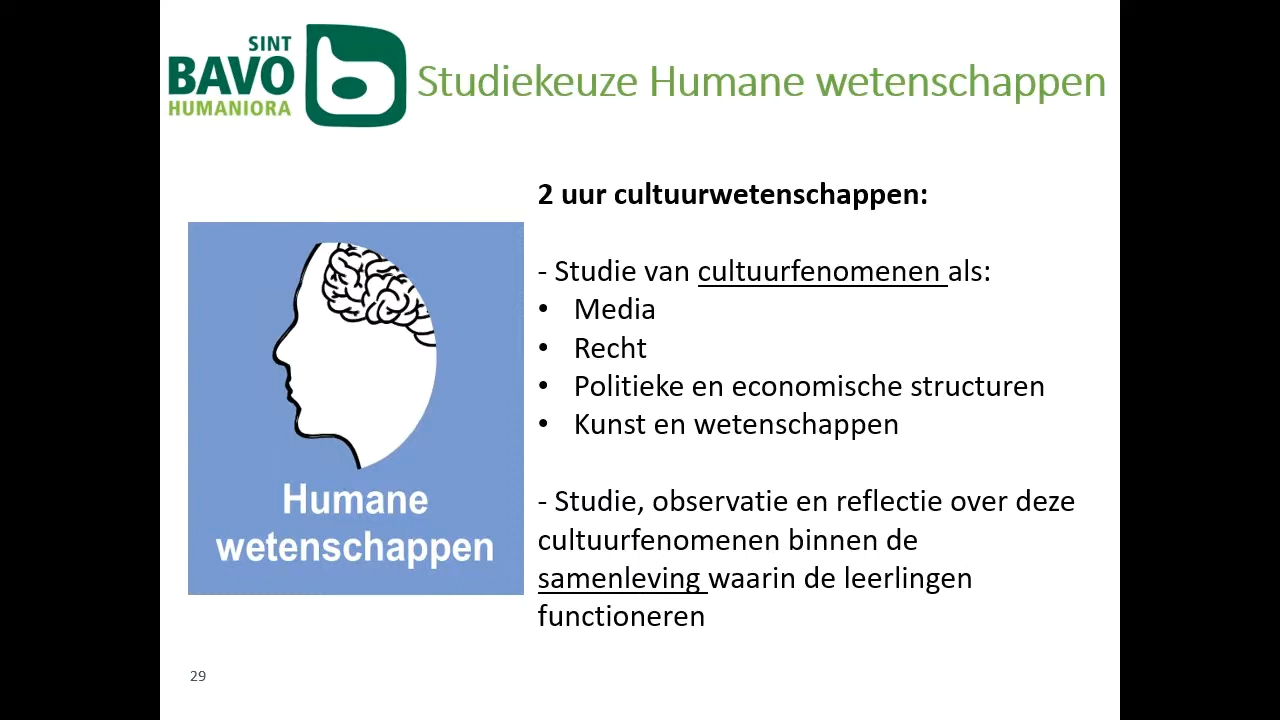 SINT
BAVO
HUMANIORA
Studiekeuze Humane wetenschappen
2 uur cultuurwetenschappen:
- Studie van cultuurfenomenen als:
• Media
• Recht
• Politieke en economische structuren
• Kunst en wetenschappen
- Studie, observatie en reflectie over deze
cultuurfenomenen binnen de
samenleving waarin de leerlingen
functioneren
Humane
wetenschappen
29